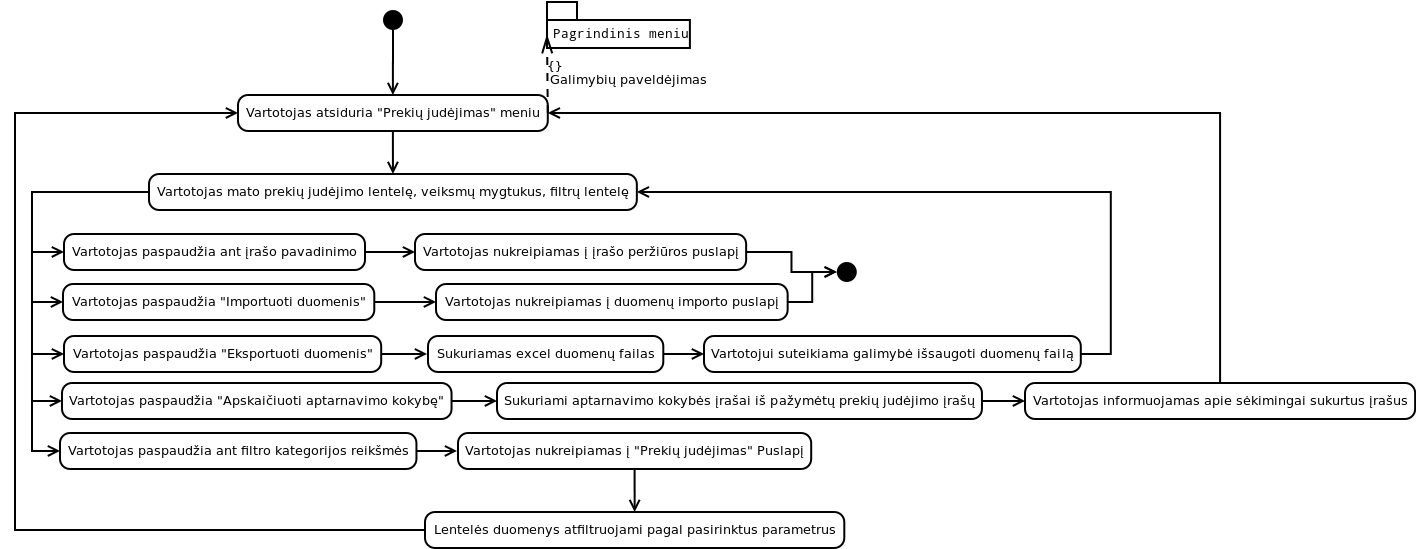 Pagrindinis meniu
{}
Galimybių paveldėjimas
Vartotojas atsiduria "Prekių judėjimas" meniu
Vartotojas mato prekių judėjimo lentelę, veiksmų mygtukus, filtrų lentelę
Vartotojas paspaudžia ant įrašo pavadinimo
Vartotojas nukreipiamas į įrašo peržiūros puslapį
Vartotojas paspaudžia "Importuoti duomenis"
Vartotojas nukreipiamas į duomenų importo puslapį
Vartotojas paspaudžia "Eksportuoti duomenis"
Sukuriamas excel duomenų failas
Vartotojui suteikiama galimybė išsaugoti duomenų failą
Vartotojas paspaudžia "Apskaičiuoti aptarnavimo kokybę"
Sukuriami aptarnavimo kokybės įrašai iš pažymėtų prekių judėjimo įrašų
Vartotojas informuojamas apie sėkimingai sukurtus įrašus
Vartotojas paspaudžia ant filtro kategorijos reikšmės
Vartotojas nukreipiamas į "Prekių judėjimas" Puslapį
Lentelės duomenys atfiltruojami pagal pasirinktus parametrus